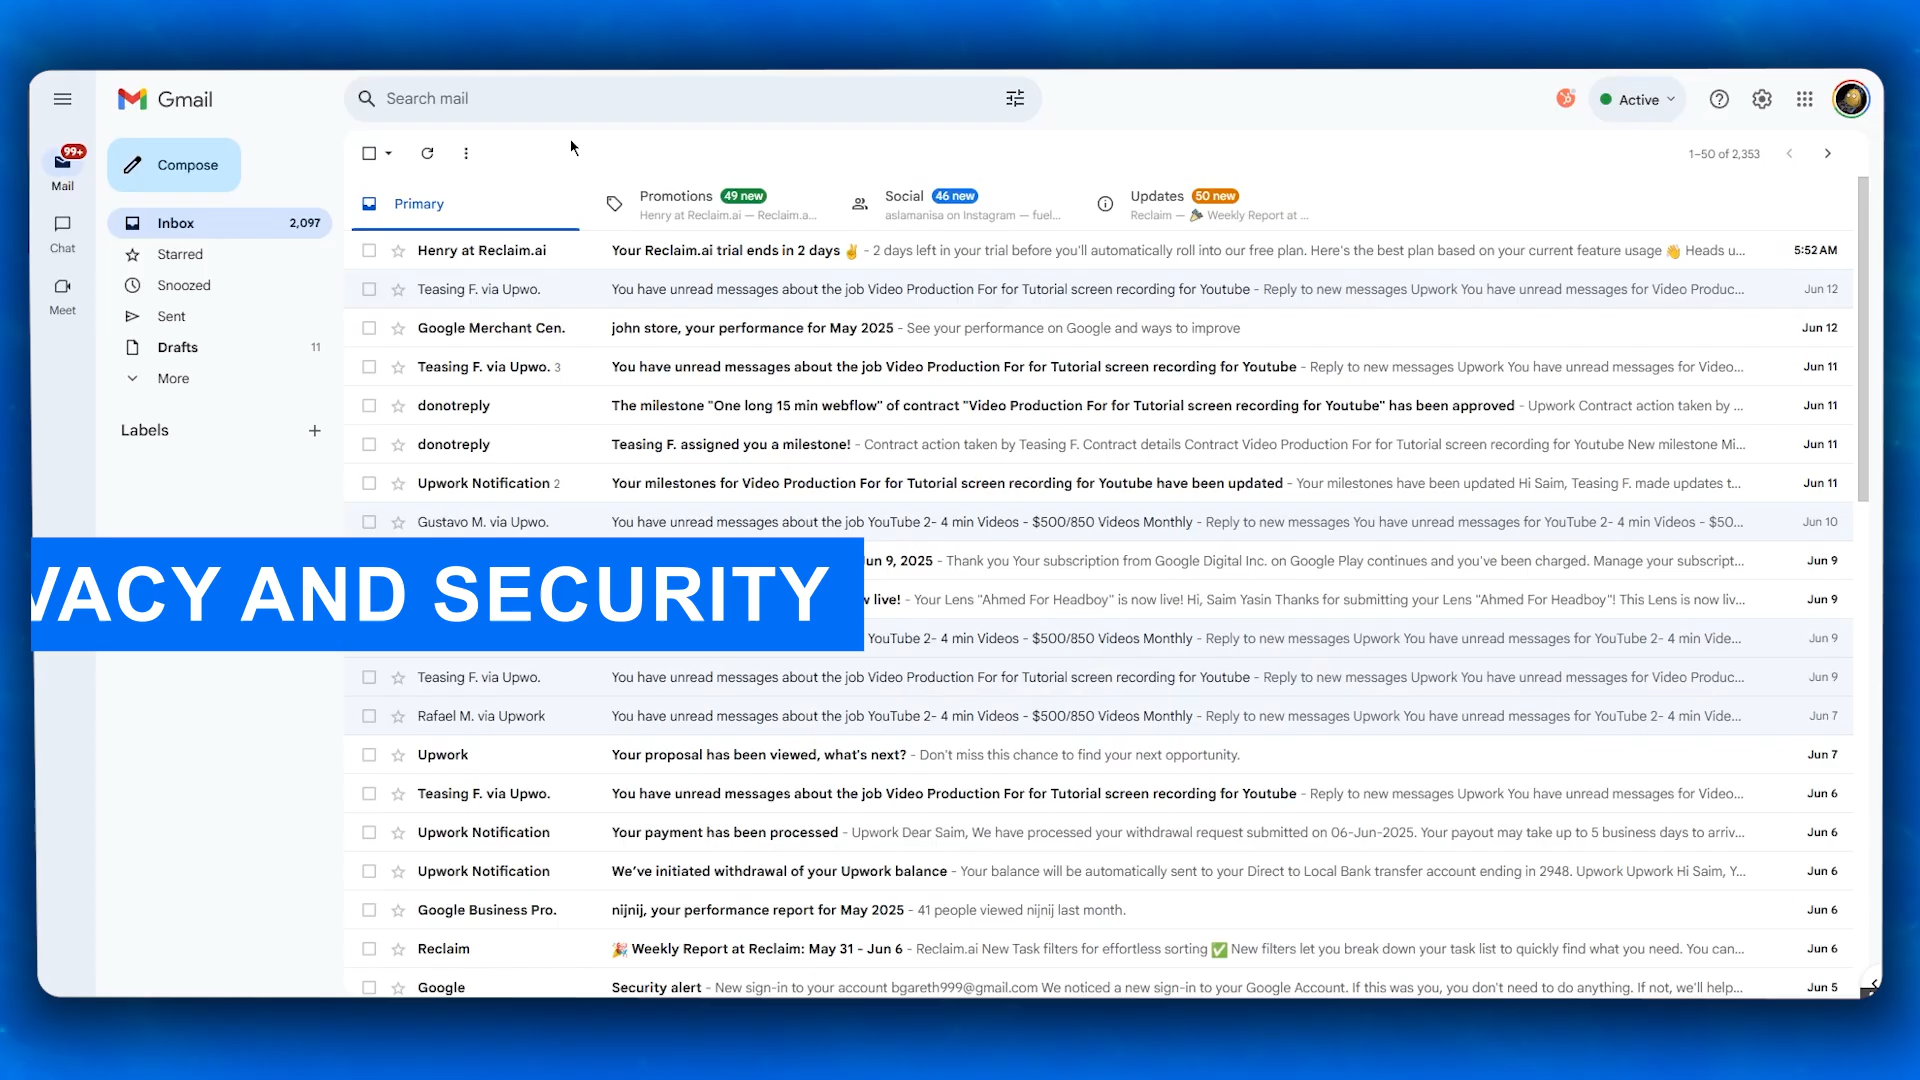 Gmail
Search mail
Active
99+
Mail
Compose
1–50 of 2,353
Chat
Meet
Inbox 2,097
Starred
Snoozed
Sent
Drafts 11
More
Labels
Primary
Promotions 49 new
Henry at Reclaim.ai — Reclaim.a...
Social 46 new
aslamanisa on Instagram — fuel...
Updates 50 new
Reclaim — 🎉 Weekly Report at ...
Henry at Reclaim.ai Your Reclaim.ai trial ends in 2 days ✌️ - 2 days left in your trial before you'll automatically roll into our free plan. Here's the best plan based on your current feature usage 👋 Heads u... 5:52 AM
Teasing F. via Upwo. You have unread messages about the job Video Production For for Tutorial screen recording for Youtube - Reply to new messages Upwork You have unread messages for Video Produc... Jun 12
Google Merchant Cen. john store, your performance for May 2025 - See your performance on Google and ways to improve Jun 12
Teasing F. via Upwo. 3 You have unread messages about the job Video Production For for Tutorial screen recording for Youtube - Reply to new messages Upwork You have unread messages for Video... Jun 11
donotreply The milestone "One long 15 min webflow" of contract "Video Production For for Tutorial screen recording for Youtube" has been approved - Upwork Contract action taken by ... Jun 11
donotreply Teasing F. assigned you a milestone! - Contract action taken by Teasing F. Contract details Contract Video Production For for Tutorial screen recording for Youtube New milestone Mi... Jun 11
Upwork Notification 2 Your milestones for Video Production For for Tutorial screen recording for Youtube have been updated - Your milestones have been updated Hi Saim, Teasing F. made updates t... Jun 11
Gustavo M. via Upwo. You have unread messages about the job YouTube 2- 4 min Videos - $500/850 Videos Monthly - Reply to new messages You have unread messages for YouTube 2- 4 min Videos - $50... Jun 10
un 9, 2025 - Thank you Your subscription from Google Digital Inc. on Google Play continues and you've been charged. Manage your subscript... Jun 9
VACY AND SECURITY
w live! - Your Lens "Ahmed For Headboy" is now live! Hi, Saim Yasin Thanks for submitting your Lens "Ahmed For Headboy"! This Lens is now liv... Jun 9
YouTube 2- 4 min Videos - $500/850 Videos Monthly - Reply to new messages Upwork You have unread messages for YouTube 2- 4 min Vide... Jun 9
Teasing F. via Upwo. You have unread messages about the job Video Production For for Tutorial screen recording for Youtube - Reply to new messages Upwork You have unread messages for Video Produc... Jun 9
Rafael M. via Upwork You have unread messages about the job YouTube 2- 4 min Videos - $500/850 Videos Monthly - Reply to new messages Upwork You have unread messages for YouTube 2- 4 min Vide... Jun 7
Upwork Your proposal has been viewed, what's next? - Don't miss this chance to find your next opportunity. Jun 7
Teasing F. via Upwo. You have unread messages about the job Video Production For for Tutorial screen recording for Youtube - Reply to new messages Upwork You have unread messages for Video... Jun 6
Upwork Notification Your payment has been processed - Upwork Dear Saim, We have processed your withdrawal request submitted on 06-Jun-2025. Your payout may take up to 5 business days to arriv... Jun 6
Upwork Notification We've initiated withdrawal of your Upwork balance - Your balance will be automatically sent to your Direct to Local Bank transfer account ending in 2948. Upwork Upwork Hi Saim, Y... Jun 6
Google Business Pro. nijnij, your performance report for May 2025 - 41 people viewed nijnij last month. Jun 6
Reclaim 🎉 Weekly Report at Reclaim: May 31 - Jun 6 - Reclaim.ai New Task filters for effortless sorting ✅ New filters let you break down your task list to quickly find what you need. You can... Jun 6
Google Security alert - New sign-in to your account bgareth999@gmail.com We noticed a new sign-in to your Google Account. If this was you, you don't need to do anything. If not, we'll help... Jun 5